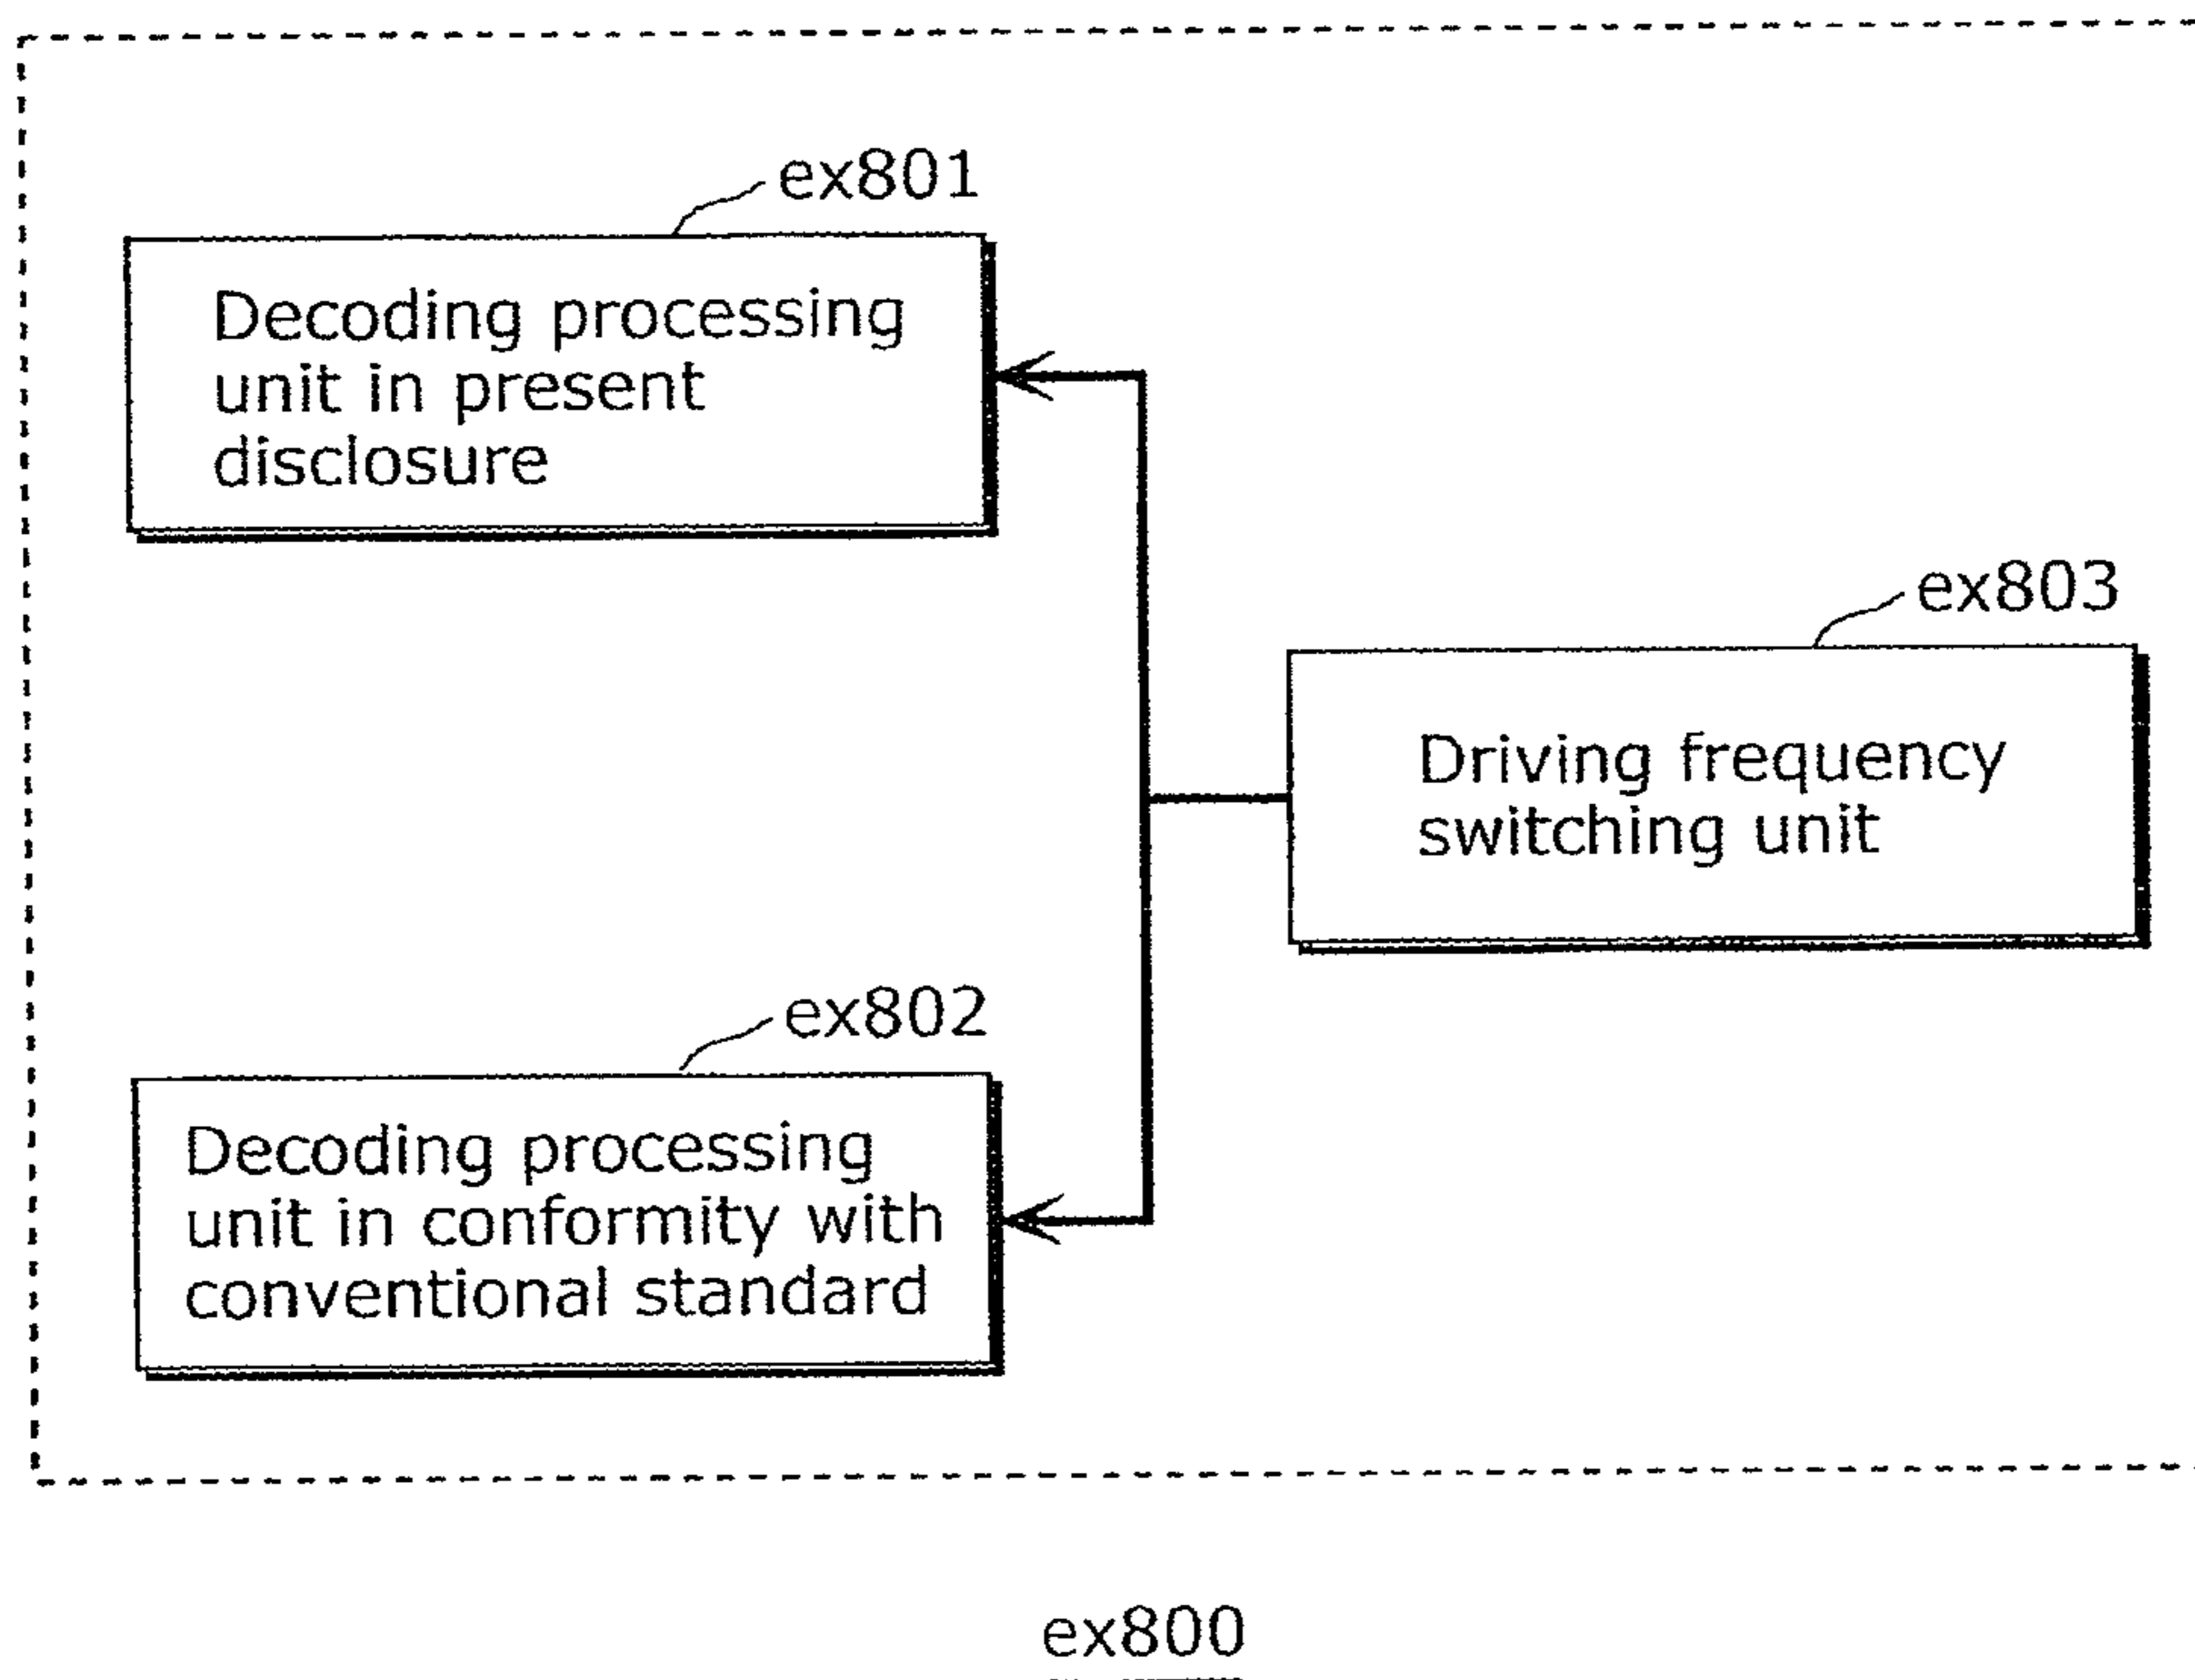 ex801
Decoding processing
unit in present
disclosure
ex803
Driving frequency
switching unit
ex802
Decoding processing
unit in conformity with
conventional standard
ex800